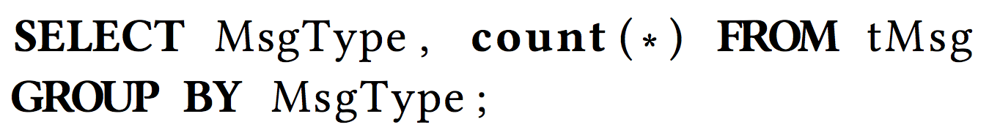 SELECT MsgType, count(*) FROM tMsg
GROUP BY MsgType;